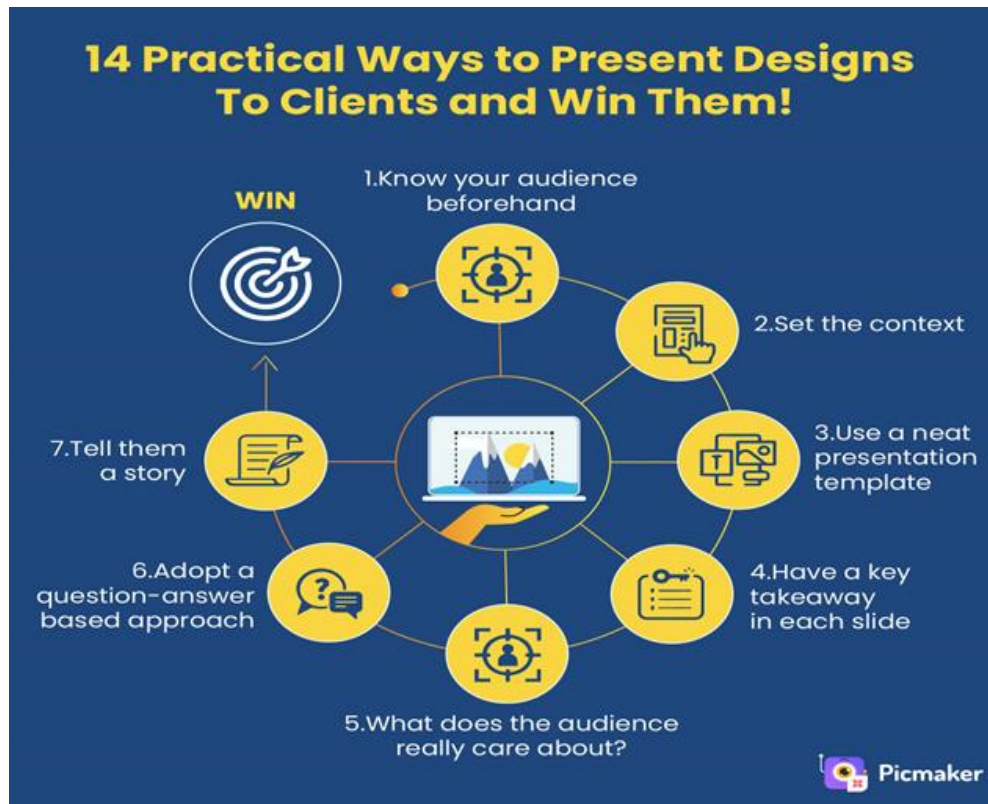 14 Practical Ways to Present Designs
To Clients and Win Them!
WIN
1.Know your audience
beforehand
2.Set the context
3.Use a neat
presentation
template
4.Have a key
takeaway
in each slide
5.What does the audience
really care about?
6.Adopt a
question-answer
based approach
7.Tell them
a story
T
?
Picmaker